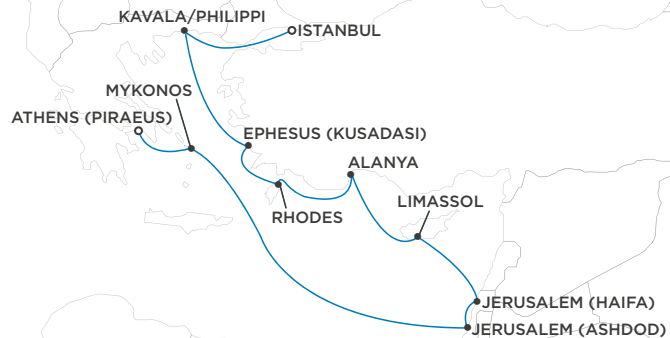 KAVALA/PHILIPPI
ISTANBUL
MYKONOS
ATHENS (PIRAEUS)
EPHESUS (KUSADASI)
ALANYA
LIMASSOL
RHODES
JERUSALEM (HAIFA)
JERUSALEM (ASHDOD)